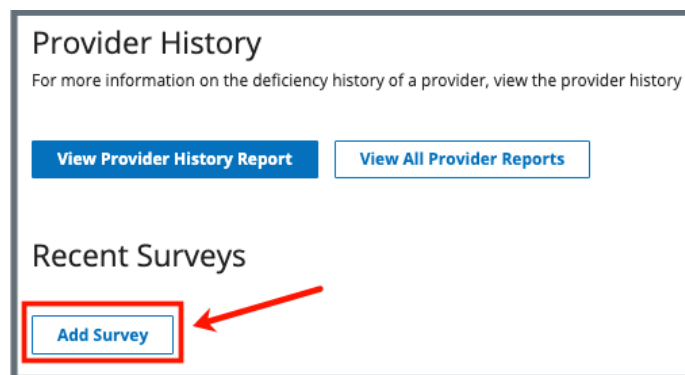 Provider History
For more information on the deficiency history of a provider, view the provider history
View Provider History Report
View All Provider Reports
Recent Surveys
Add Survey